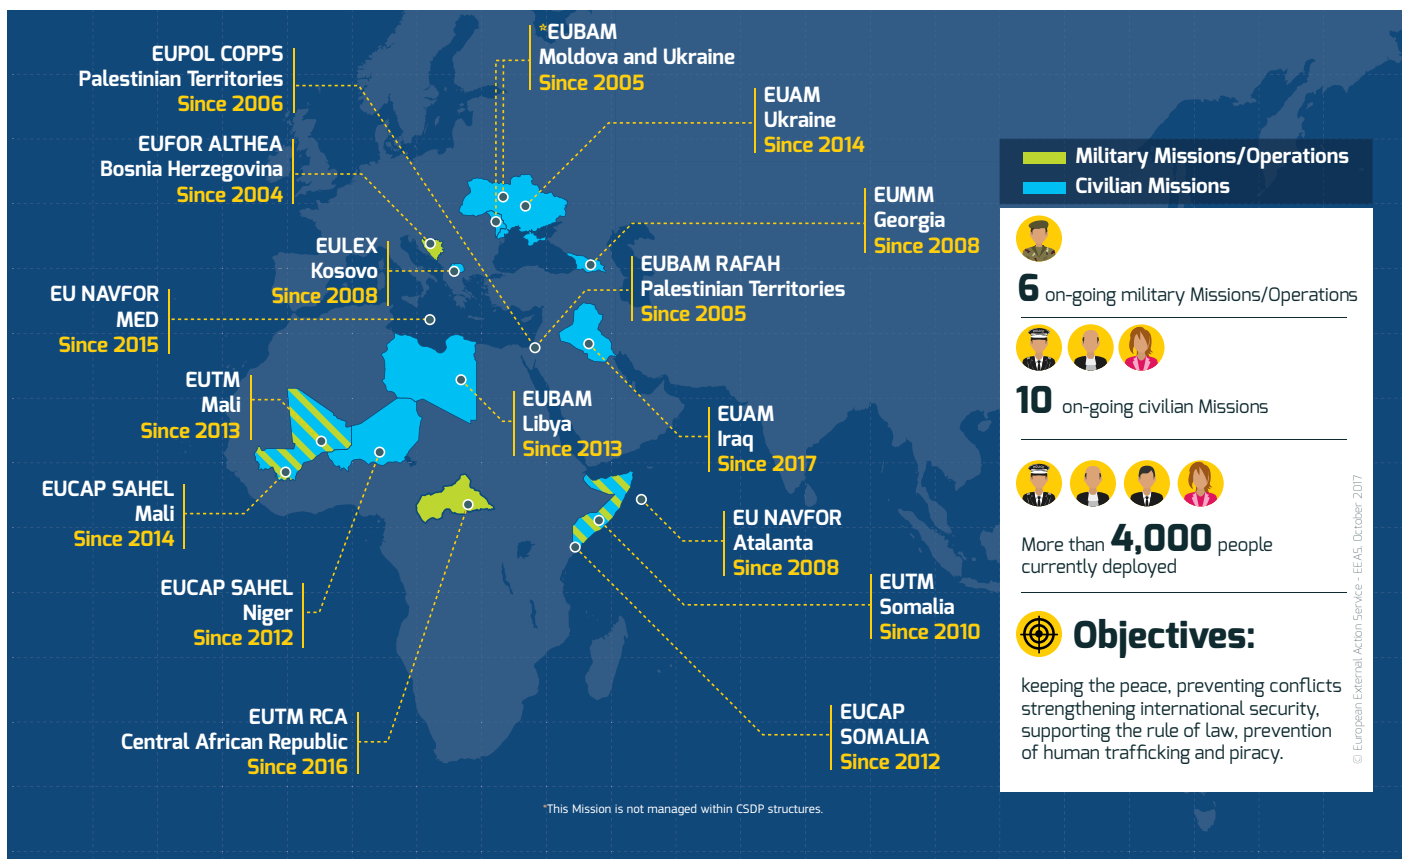 EUPOL COPPS
Palestinian Territories
Since 2006
*EUBAM
Moldova and Ukraine
Since 2005
EUAM
Ukraine
Since 2014
EUFOR ALTHEA
Bosnia Herzegovina
Since 2004
EUMM
Georgia
Since 2008
EULEX
Kosovo
Since 2008
EUBAM RAFAH
Palestinian Territories
Since 2005
EU NAVFOR
MED
Since 2015
EUTM
Mali
Since 2013
EUBAM
Libya
Since 2013
EUAM
Iraq
Since 2017
EUCAP SAHEL
Mali
Since 2014
EU NAVFOR
Atalanta
Since 2008
EUCAP SAHEL
Niger
Since 2012
EUTM
Somalia
Since 2010
EUTM RCA
Central African Republic
Since 2016
EUCAP
SOMALIA
Since 2012
*This Mission is not managed within CSDP structures.
Military Missions/Operations
Civilian Missions
6 on-going military Missions/Operations
10 on-going civilian Missions
More than 4,000 people
currently deployed
Objectives:
keeping the peace, preventing conflicts
strengthening international security,
supporting the rule of law, prevention
of human trafficking and piracy.
© European External Action Service - EEAS. October 2017